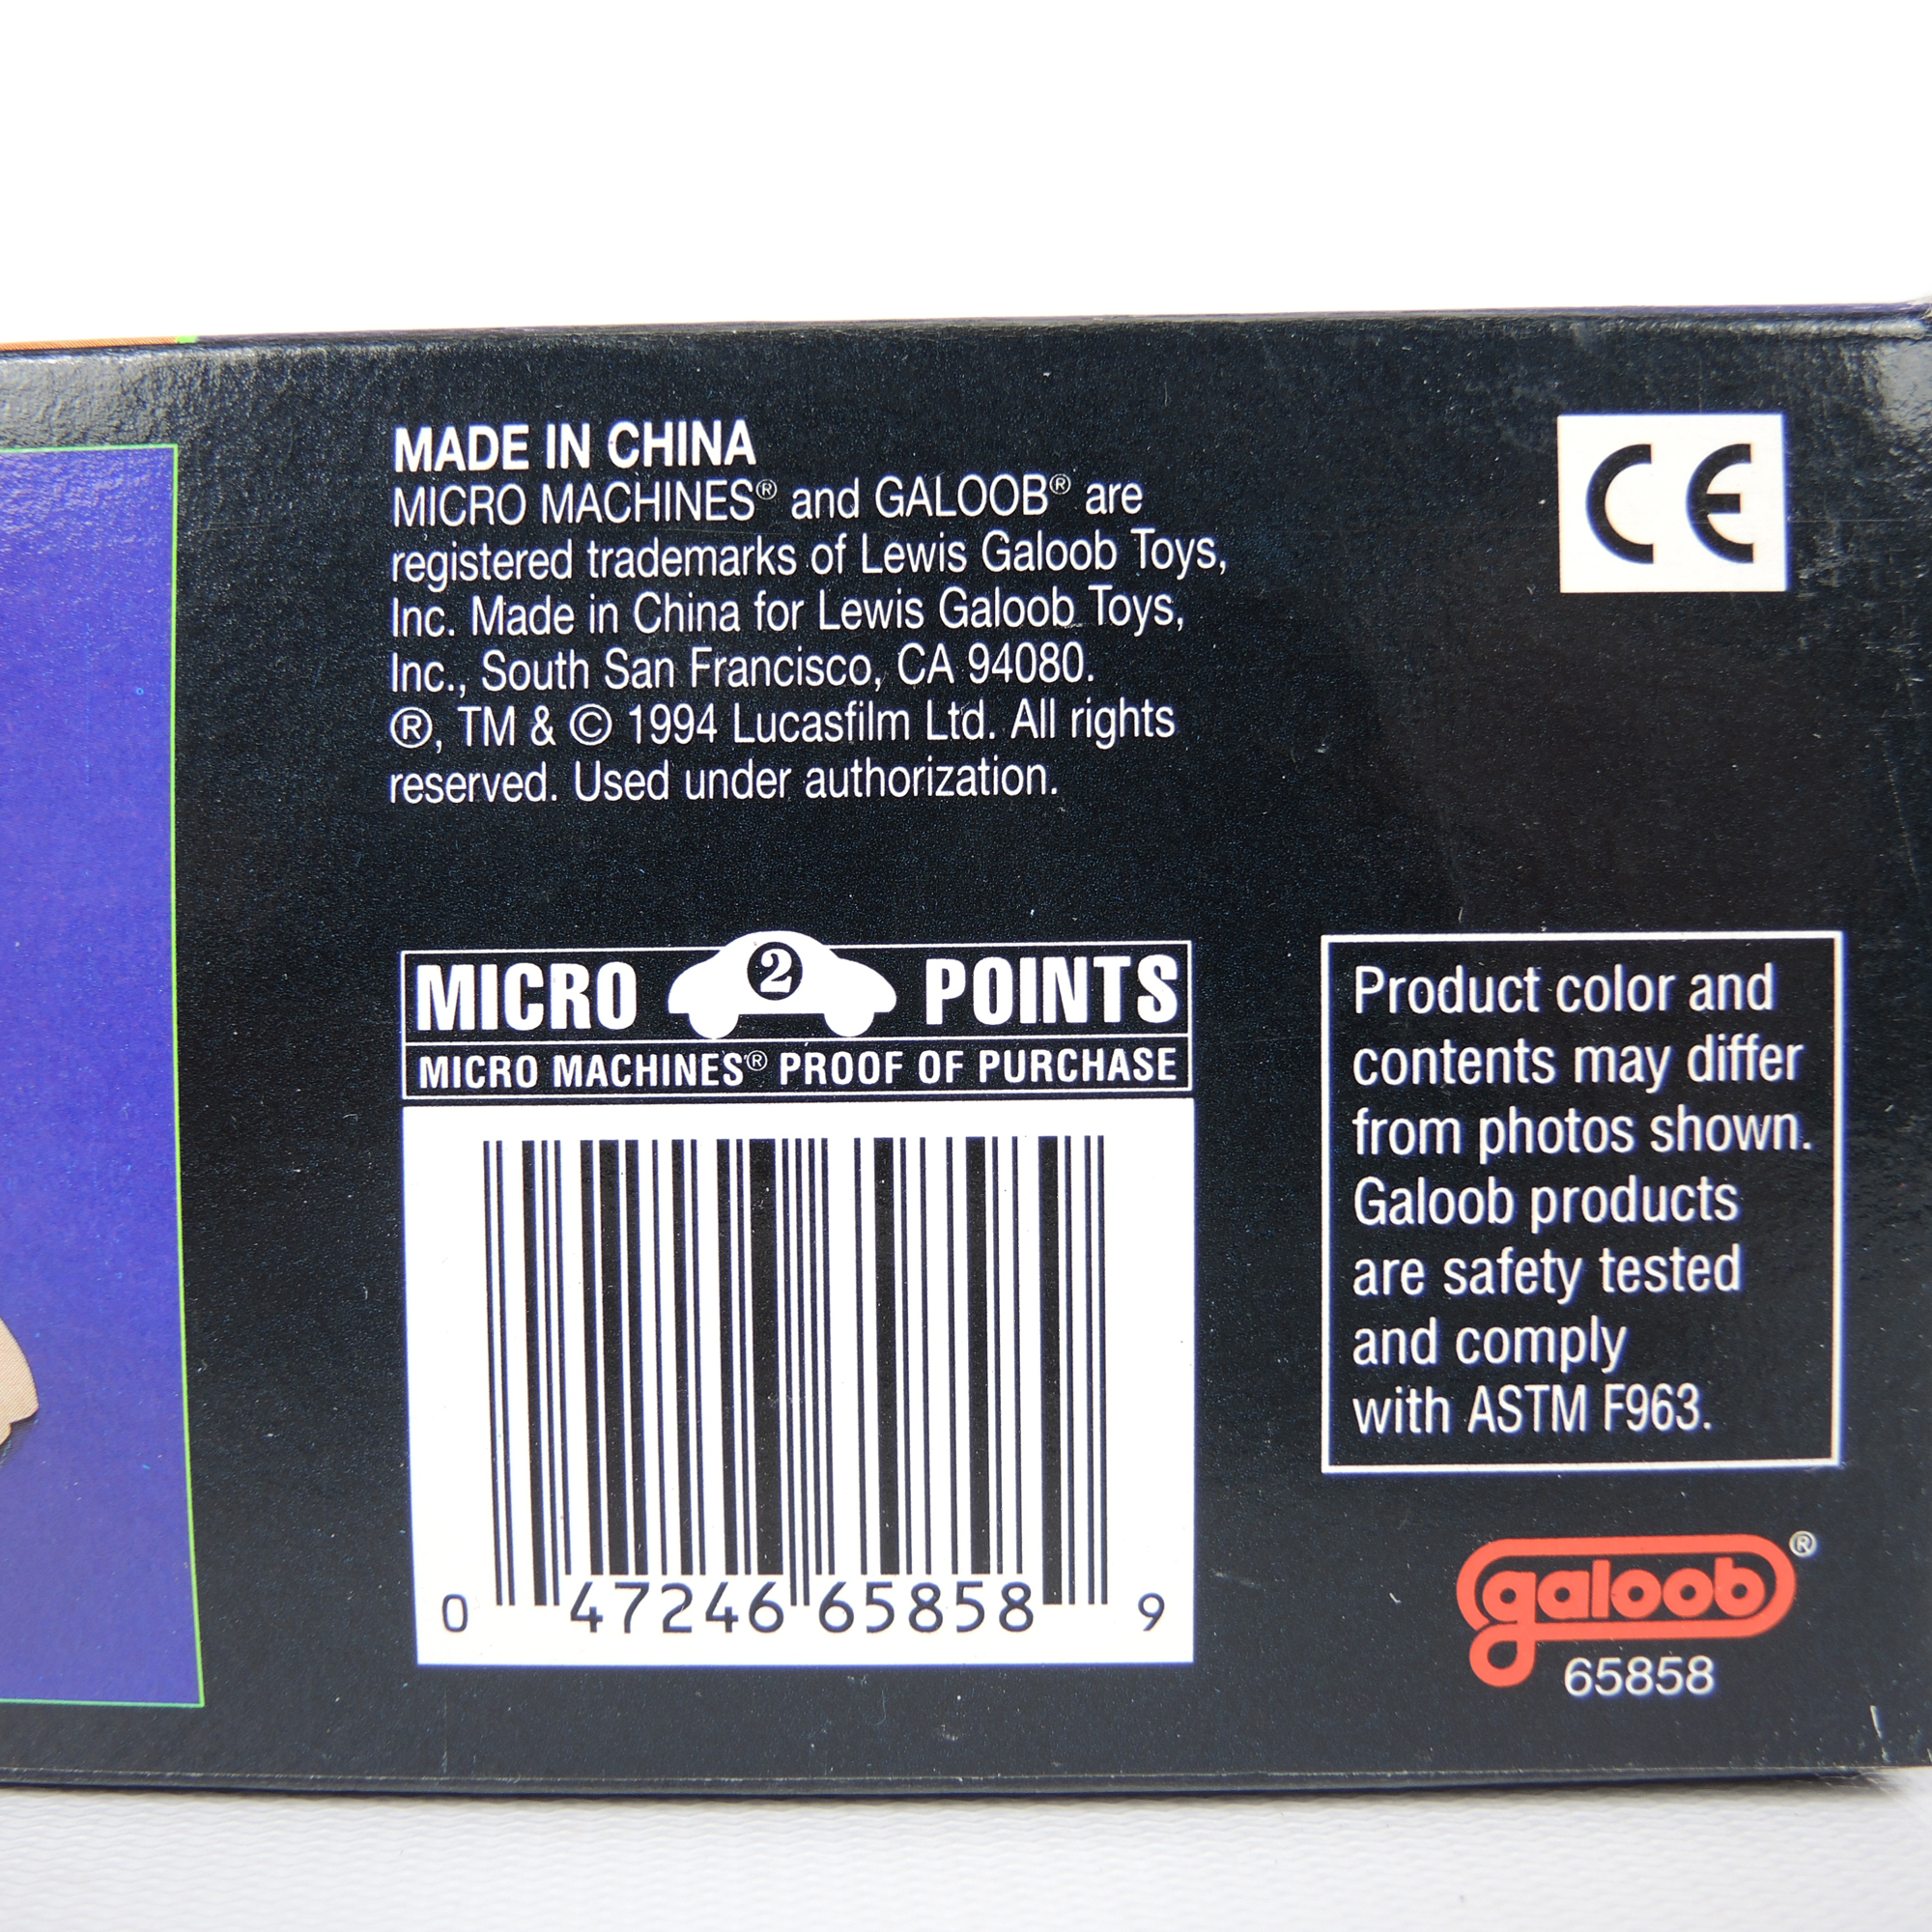 MADE IN CHINA
MICRO MACHINES® and GALOOB® are
registered trademarks of Lewis Galoob Toys,
Inc. Made in China for Lewis Galoob Toys,
Inc., South San Francisco, CA 94080.
®, TM & © 1994 Lucasfilm Ltd. All rights
reserved. Used under authorization.
CE
MICRO 2 POINTS
MICRO MACHINES® PROOF OF PURCHASE
0 47246 65858 9
Product color and
contents may differ
from photos shown.
Galoob products
are safety tested
and comply
with ASTM F963.
galoob®
65858